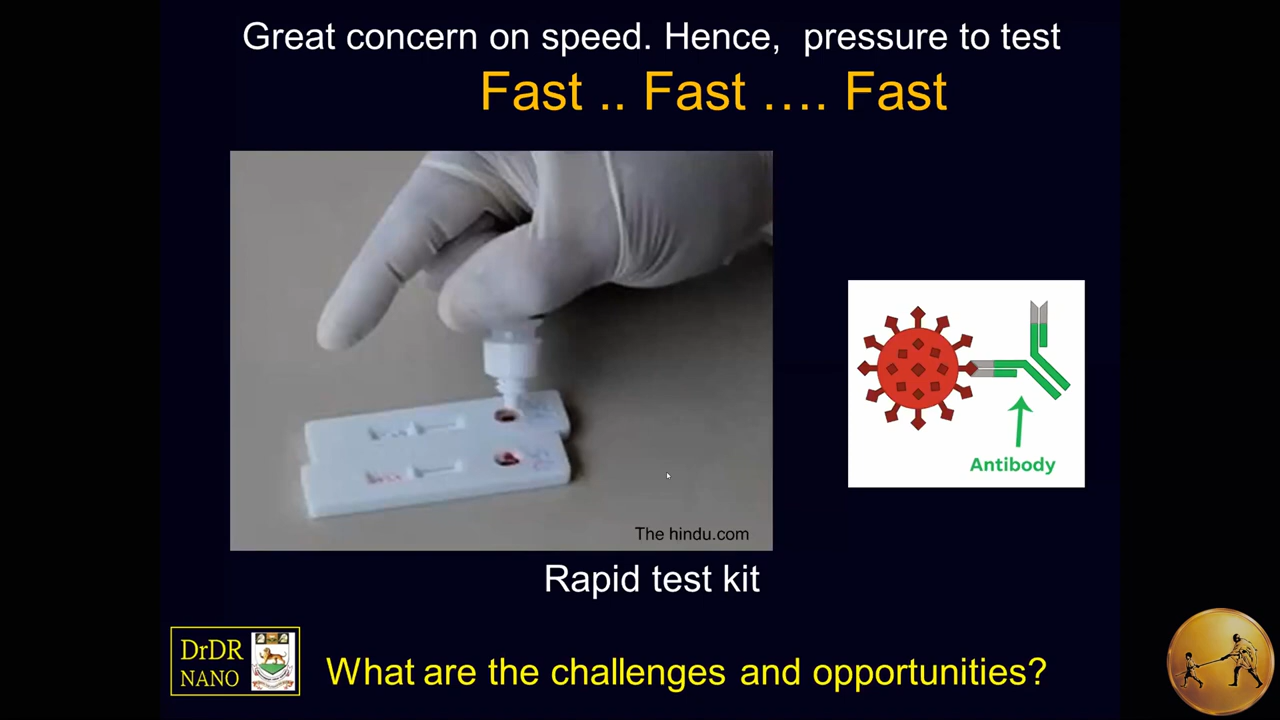 Great concern on speed. Hence, pressure to test
Fast .. Fast .... Fast
Antibody
The hindu.com
Rapid test kit
DrDR
NANO
What are the challenges and opportunities?